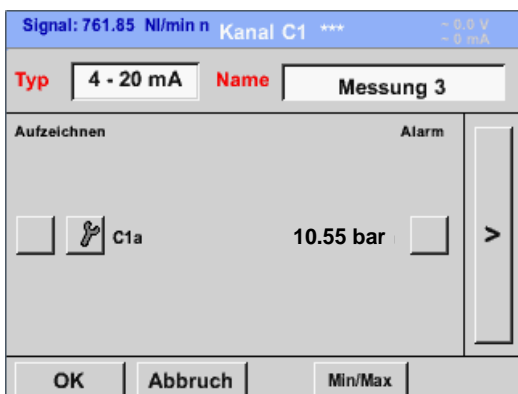 Signal: 761.85 Nl/min n Kanal C1 *** ~ 0.0 V
~ 0 mA
Typ 4 - 20 mA Name Messung 3
Aufzeichnen Alarm
C1a 10.55 bar >
OK Abbruch Min/Max